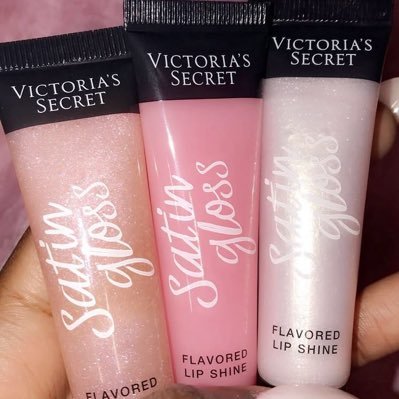 VICTORIA'S
SECRET
Satin
gloss
FLAVORED
VICTORIA'S
SECRET
Satin
gloss
FLAVORED
LIP SHINE
VICTORIA'S
SECRET
Satin
gloss
FLAVORED
LIP SHINE